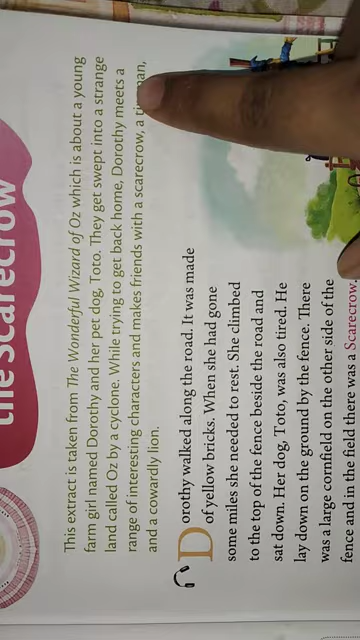 the Scarecrow
This extract is taken from The Wonderful Wizard of Oz which is about a young
farm girl named Dorothy and her pet dog, Toto. They get swept into a strange
land called Oz by a cyclone. While trying to get back home, Dorothy meets a
range of interesting characters and makes friends with a scarecrow, a
and a cowardly lion.
Dorothy walked along the road. It was made
of yellow bricks. When she had gone
some miles she needed to rest. She climbed
to the top of the fence beside the road and
sat down. Her dog, Toto, was also tired. He
lay down on the ground by the fence. There
was a large cornfield on the other side of the
fence and in the field there was a Scarecrow.